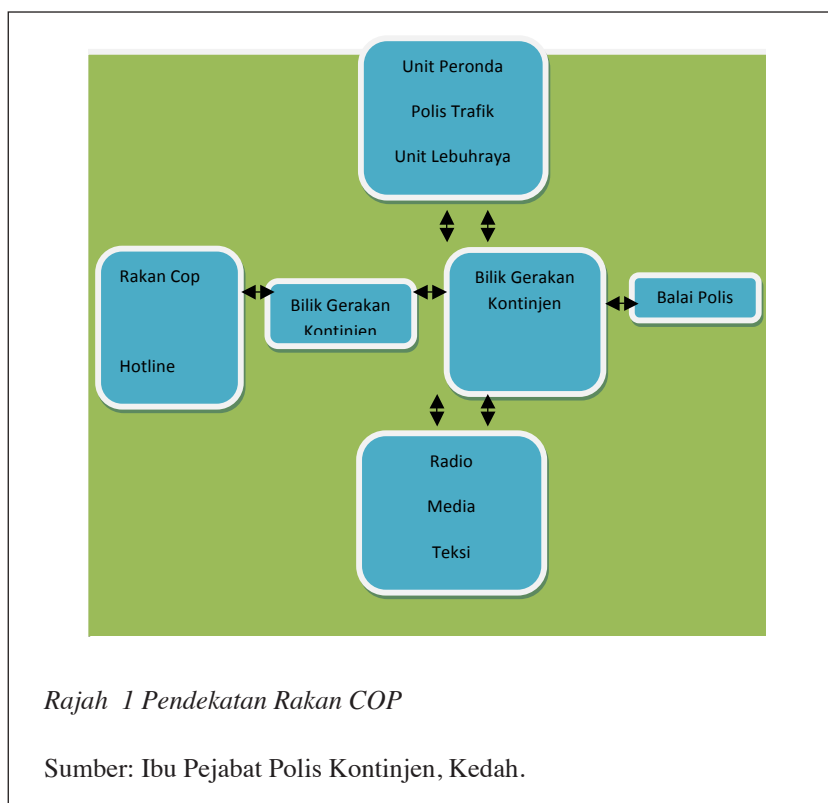 Unit Peronda
Polis Trafik
Unit Lebuhraya
Rakan Cop
Hotline
Bilik Gerakan
Kontinjen
Bilik Gerakan
Kontinjen
Balai Polis
Radio
Media
Teksi
Rajah 1 Pendekatan Rakan COP
Sumber: Ibu Pejabat Polis Kontinjen, Kedah.